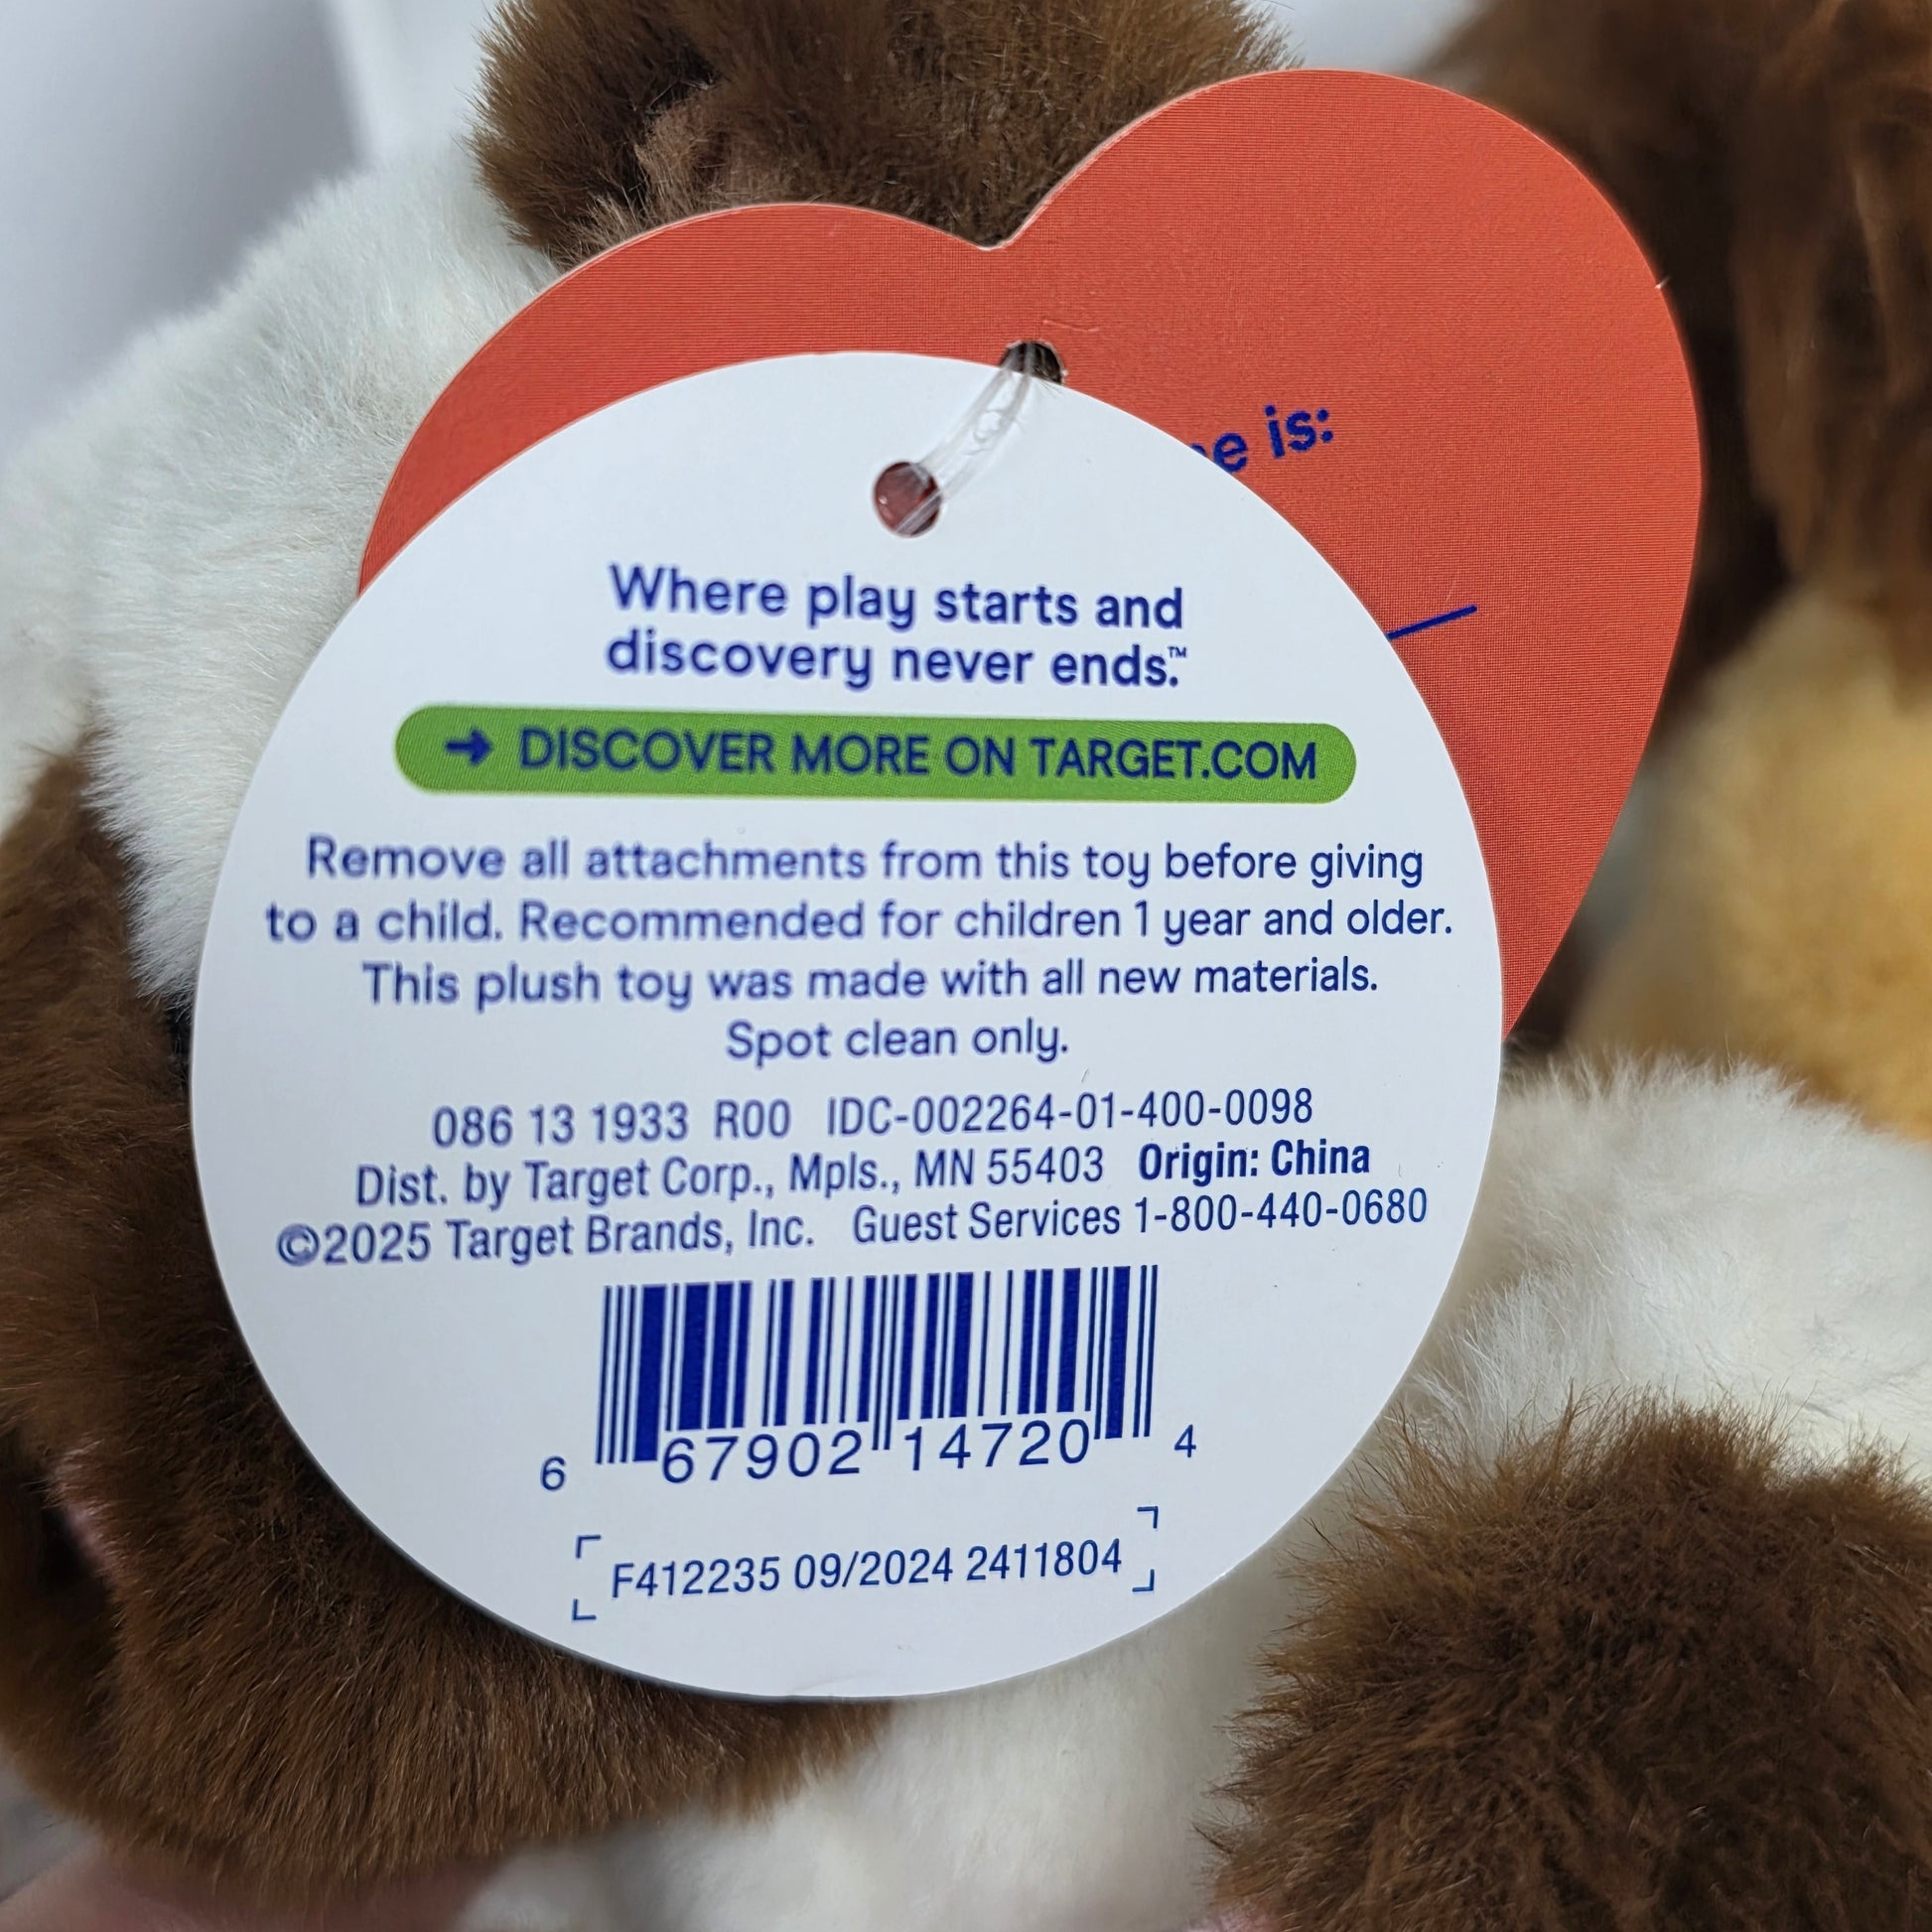 is:
Where play starts and
discovery never ends.™
→ DISCOVER MORE ON TARGET.COM
Remove all attachments from this toy before giving
to a child. Recommended for children 1 year and older.
This plush toy was made with all new materials.
Spot clean only.
086 13 1933 R00 IDC-002264-01-400-0098
Dist. by Target Corp., Mpls., MN 55403 Origin: China
©2025 Target Brands, Inc. Guest Services 1-800-440-0680
6 67902 14720 4
F412235 09/2024 2411804